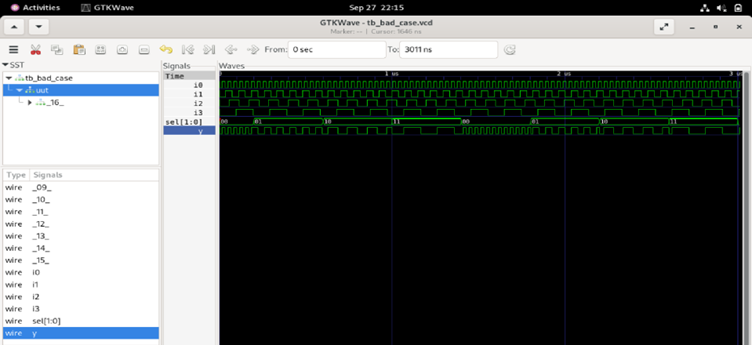 Activities GTKWave Sep 27 22:15
GTKWave - tb_bad_case.vcd
Marker: -- | Cursor: 1646 ns
From: 0 sec To: 3011 ns
SST
tb_bad_case
uut
_16_
Type Signals
wire _09_
wire _10_
wire _11_
wire _12_
wire _13_
wire _14_
wire _15_
wire i0
wire i1
wire i2
wire i3
wire sel[1:0]
wire y
Signals
Time
i0
i1
i2
i3
sel[1:0]
y
Waves
1 us 2 us 3 us
00 01 10 11 00 01 10 11